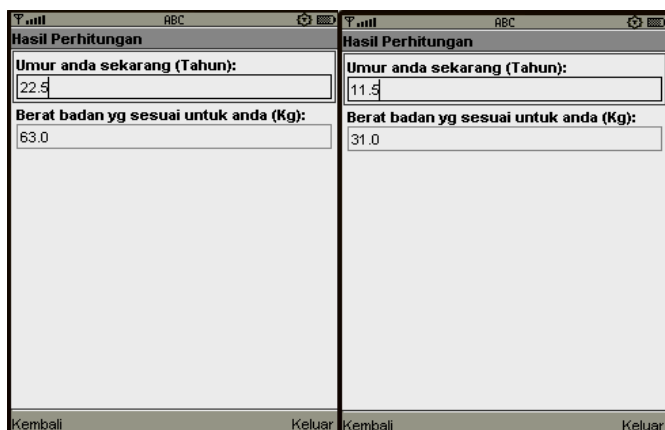 ABC
Hasil Perhitungan
Umur anda sekarang (Tahun):
22.5
Berat badan yg sesuai untuk anda (Kg):
63.0
Kembali Keluar
ABC
Hasil Perhitungan
Umur anda sekarang (Tahun):
11.5
Berat badan yg sesuai untuk anda (Kg):
31.0
Kembali Keluar